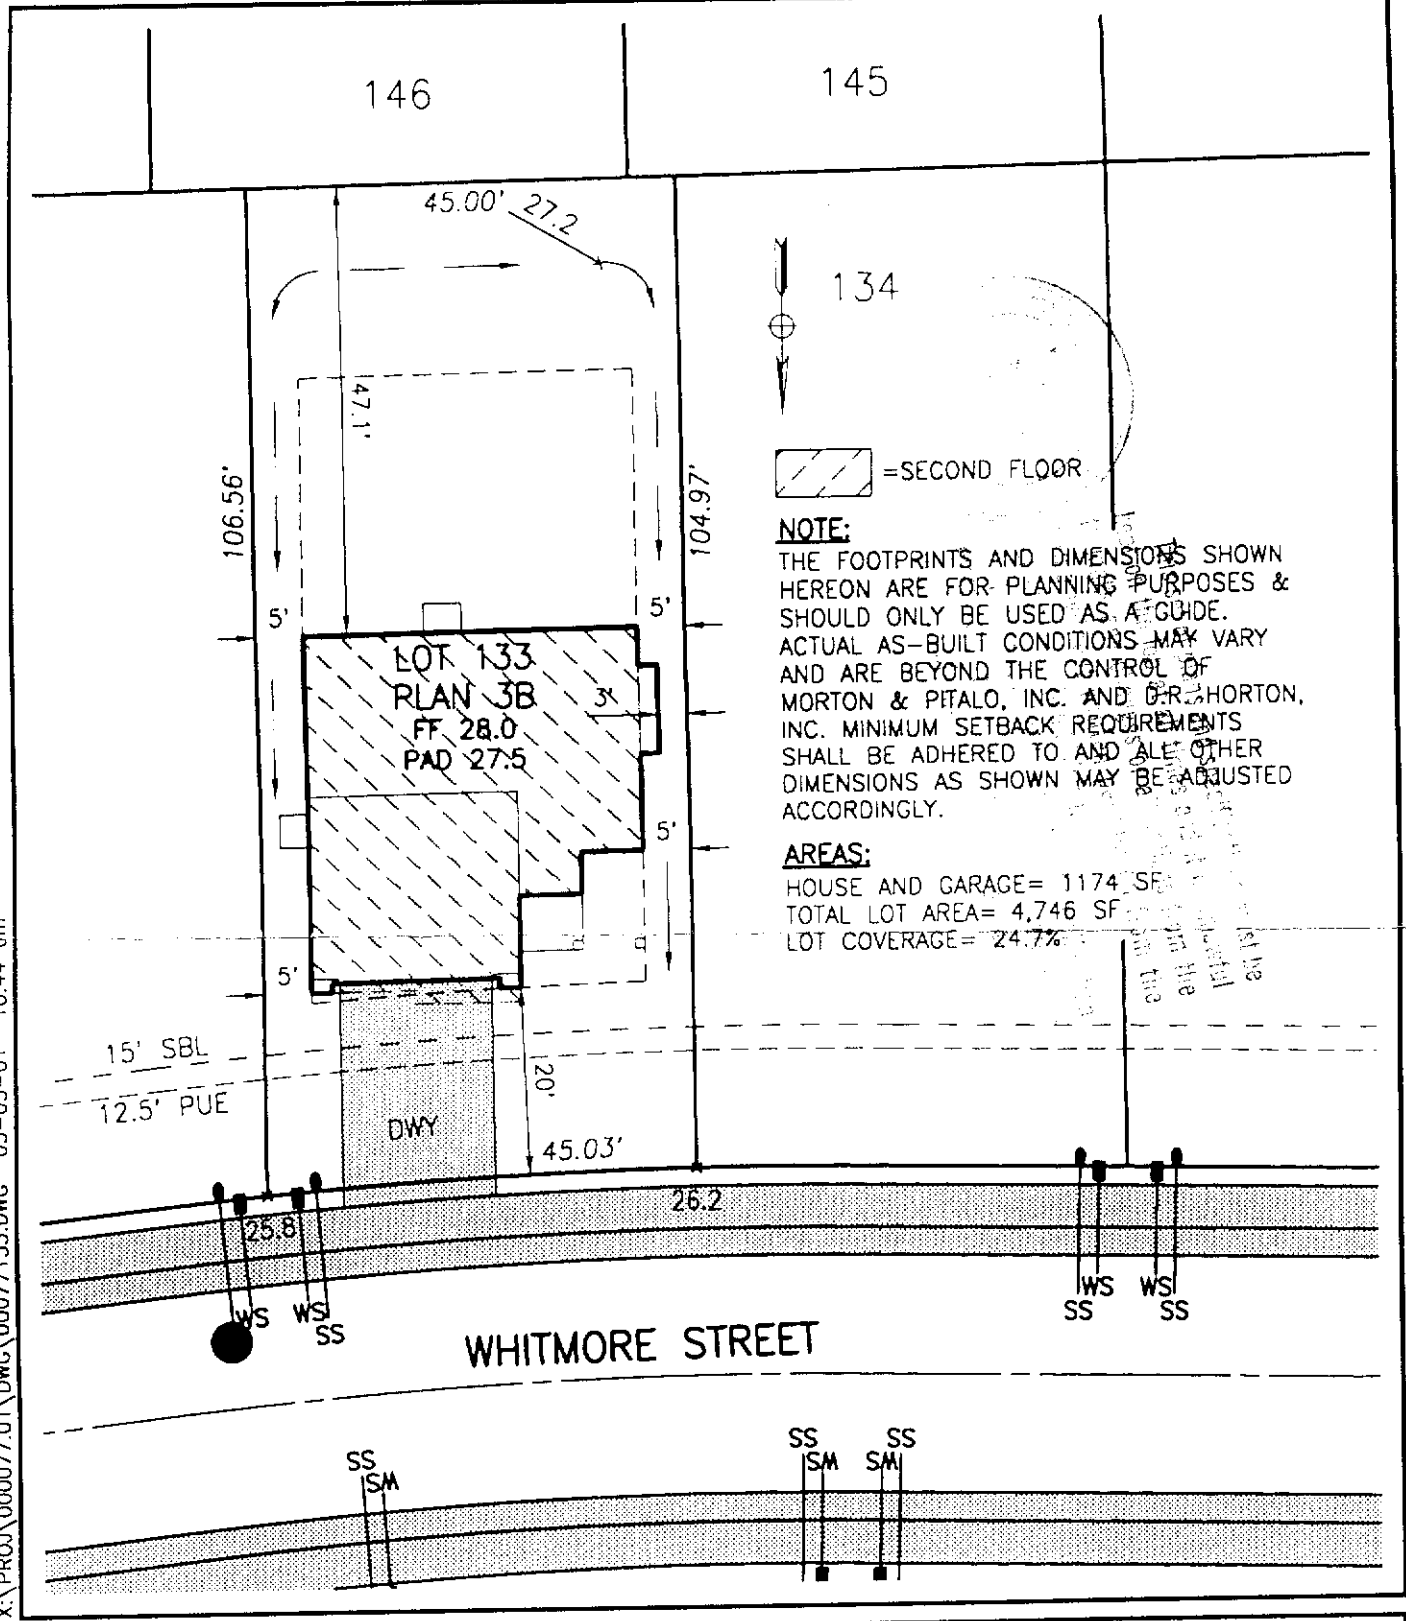 146
145
45.00' 27.2
134
47.1'
106.56'
104.97'
=SECOND FLOOR
NOTE:
THE FOOTPRINTS AND DIMENSIONS SHOWN
HEREON ARE FOR PLANNING PURPOSES &
SHOULD ONLY BE USED AS A GUIDE.
ACTUAL AS-BUILT CONDITIONS MAY VARY
AND ARE BEYOND THE CONTROL OF
MORTON & PITALO, INC. AND D.R. HORTON,
INC. MINIMUM SETBACK REQUIREMENTS
SHALL BE ADHERED TO AND ALL OTHER
DIMENSIONS AS SHOWN MAY BE ADJUSTED
ACCORDINGLY.
AREAS:
HOUSE AND GARAGE= 1174 SF
TOTAL LOT AREA= 4,746 SF
LOT COVERAGE= 24.7%
5'
5'
LOT 133
PLAN 3B
3'
FF 28.0
PAD 27.5
5'
5'
15' SBL
12.5' PUE
20'
DWY
45.03'
25.8
26.2
WS
WS
SS
WS
WS
SS
SS
WHITMORE STREET
SS
SS
SS
SM
SM
SM